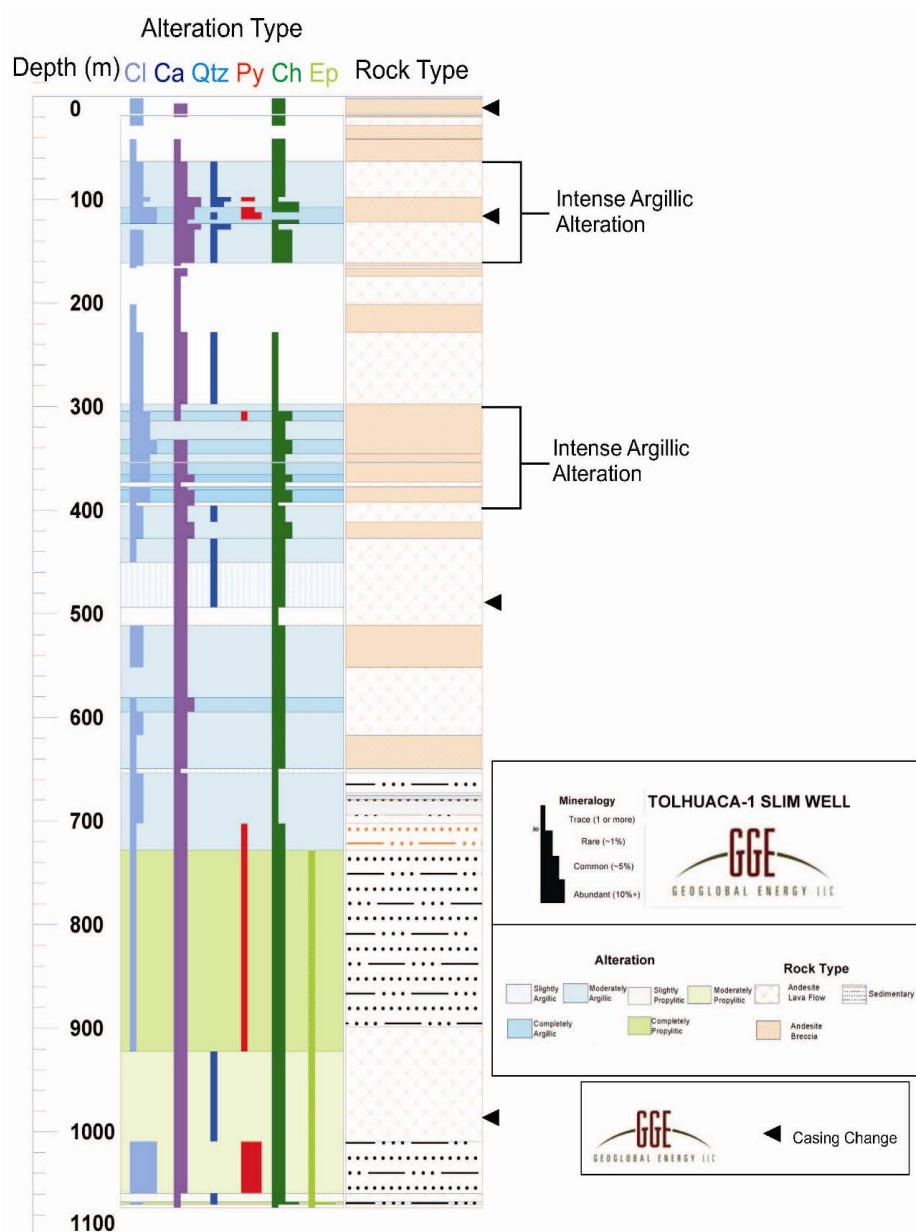 Alteration Type
Depth (m) Cl Ca Qtz Py Ch Ep Rock Type
0
100
Intense Argillic
Alteration
200
300
Intense Argillic
Alteration
400
500
600
700
800
900
1000
1100
Mineralogy
Trace (1 or more)
Rare (~1%)
Common (~5%)
Abundant (10%+)
TOLHUACA-1 SLIM WELL
GGE
GEOGLOBAL ENERGY LLC
Alteration
Slightly
Argillic
Moderately
Argillic
Slightly
Propylitic
Moderately
Propylitic
Completely
Argillic
Completely
Propylitic
Rock Type
Andesite
Lava Flow
Sedimentary
Andesite
Breccia
GGE
GEOGLOBAL ENERGY LLC
Casing Change